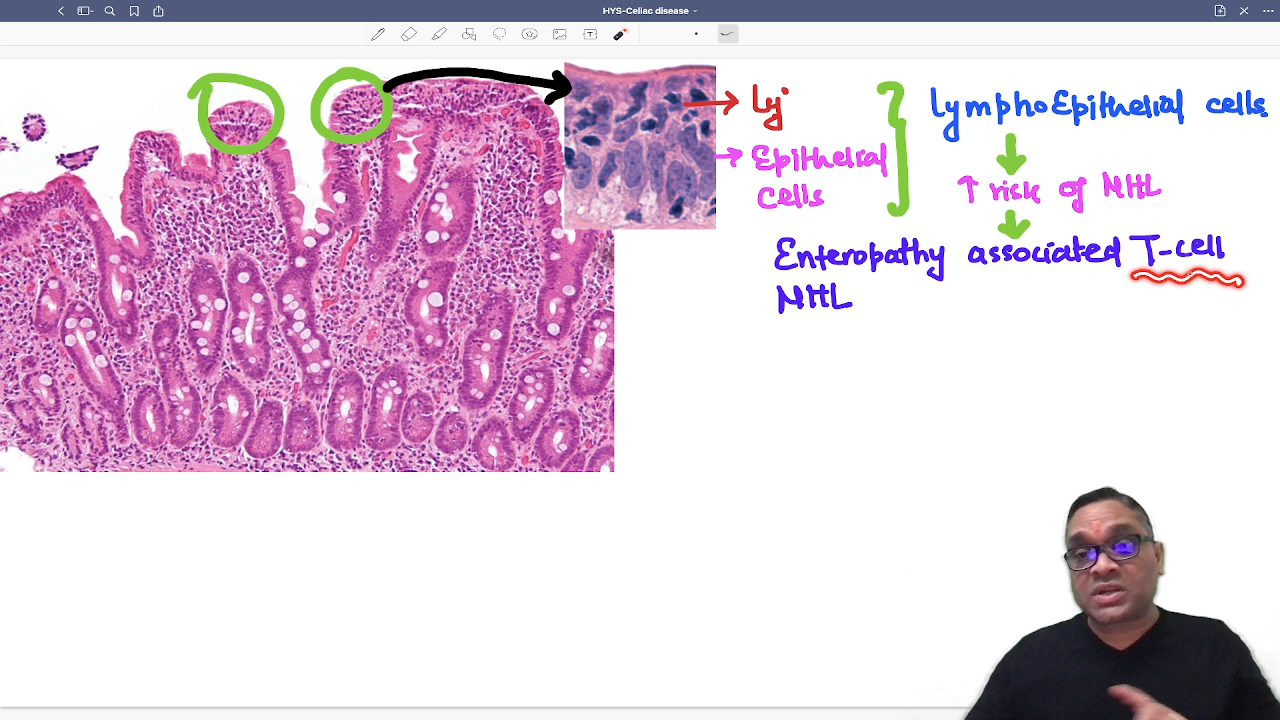 HYS-Celiac disease
Ly
Epithelial
cells
LymphoEpithelial cells
↑ risk of NHL
Enteropathy associated T-cell
NHL